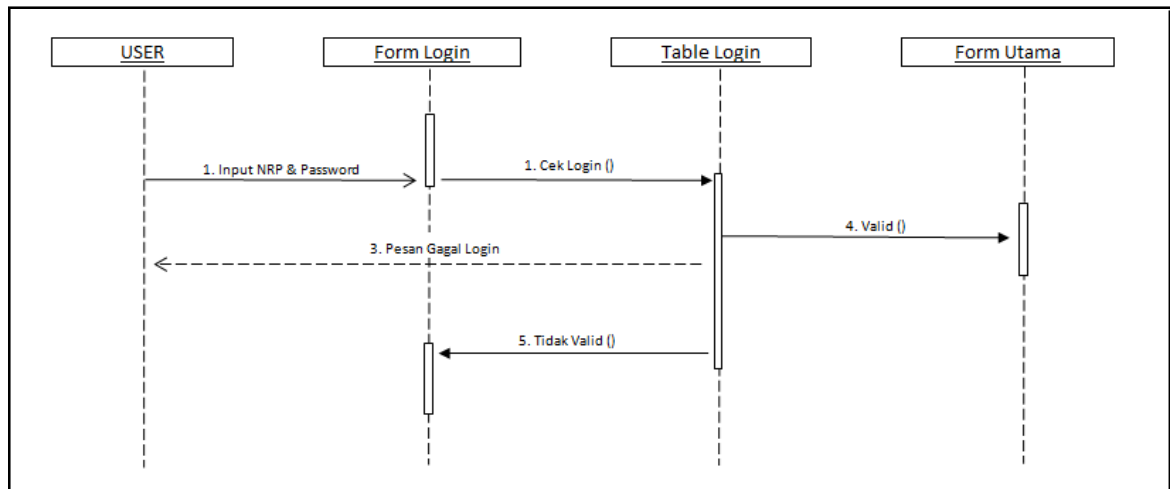 USER
Form Login
Table Login
Form Utama
1. Input NRP & Password
1. Cek Login ()
4. Valid ()
3. Pesan Gagal Login
5. Tidak Valid ()